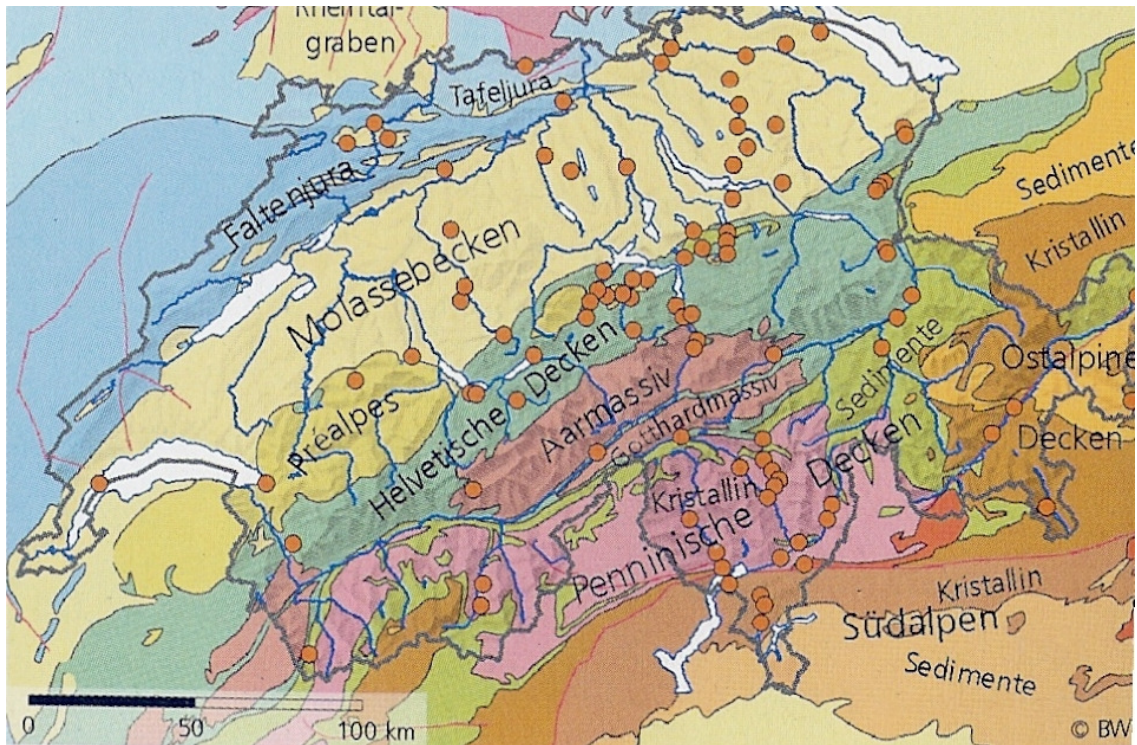 Rheintal-
graben
Tafeljura
Faltenjura
Molassebecken
Sedimente
Kristallin
Préalpes
Helvetische Decken
Aarmassiv
Gotthardmassiv
Sedimente
Ostalpine
Decken
Kristallin
Penninische Decken
Kristallin
Südalpen
Sedimente
0 50 100 km
© BW